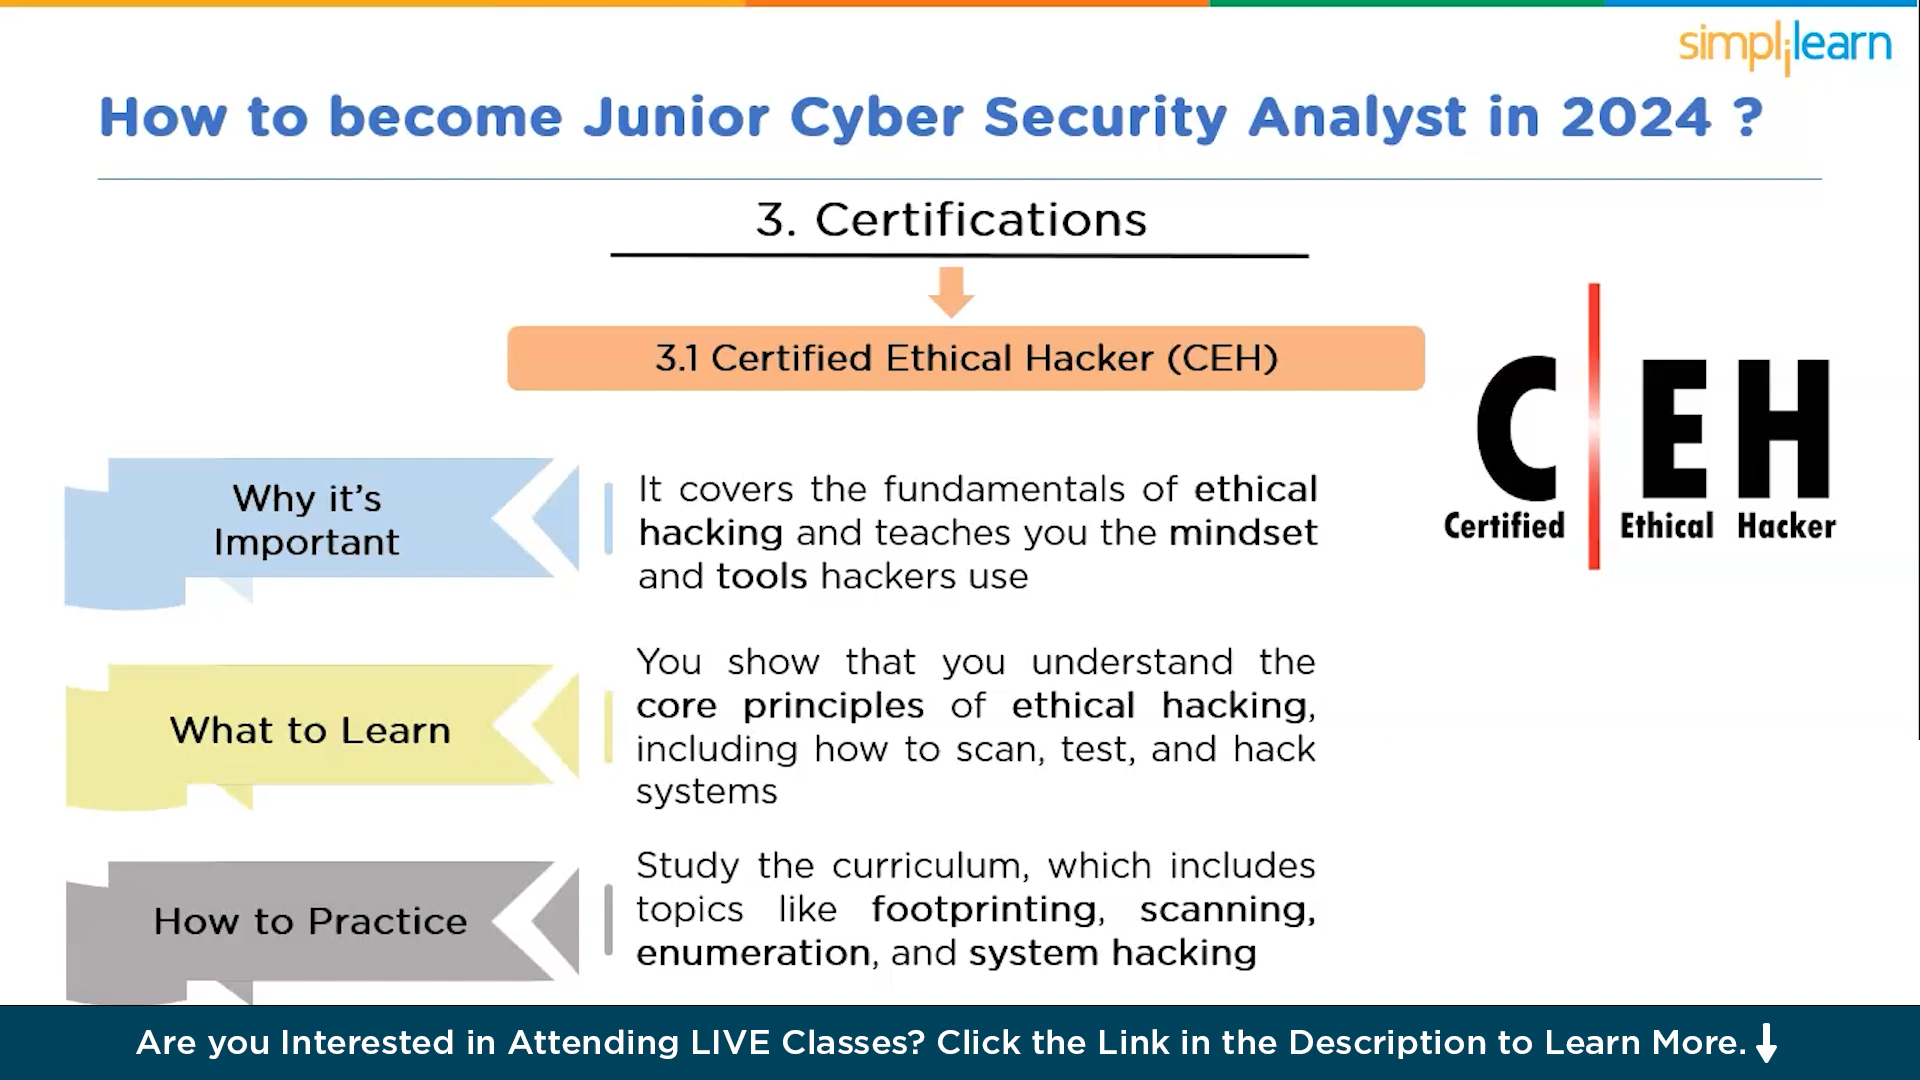 simplilearn
How to become Junior Cyber Security Analyst in 2024 ?
3. Certifications
3.1 Certified Ethical Hacker (CEH)
C EH
Certified Ethical Hacker
Why it's
Important
It covers the fundamentals of ethical
hacking and teaches you the mindset
and tools hackers use
What to Learn
You show that you understand the
core principles of ethical hacking,
including how to scan, test, and hack
systems
How to Practice
Study the curriculum, which includes
topics like footprinting, scanning,
enumeration, and system hacking
Are you Interested in Attending LIVE Classes? Click the Link in the Description to Learn More.